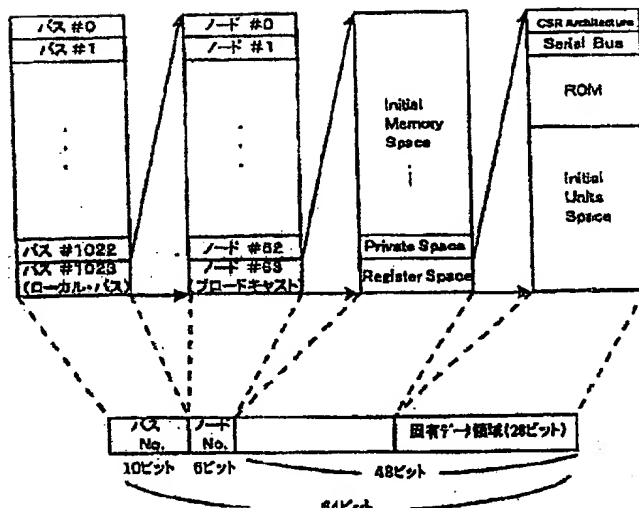 バス #0
バス #1
バス #1022
バス #1023
(ローカル・バス)
ノード #0
ノード #1
ノード #62
ノード #63
(ブロードキャスト)
Initial
Memory
Space
Private Space
Register Space
CSR Architecture
Serial Bus
ROM
Initial
Units
Space
バス
No.
ノード
No.
固有データ領域(28ビット)
10ビット
6ビット
48ビット
64ビット